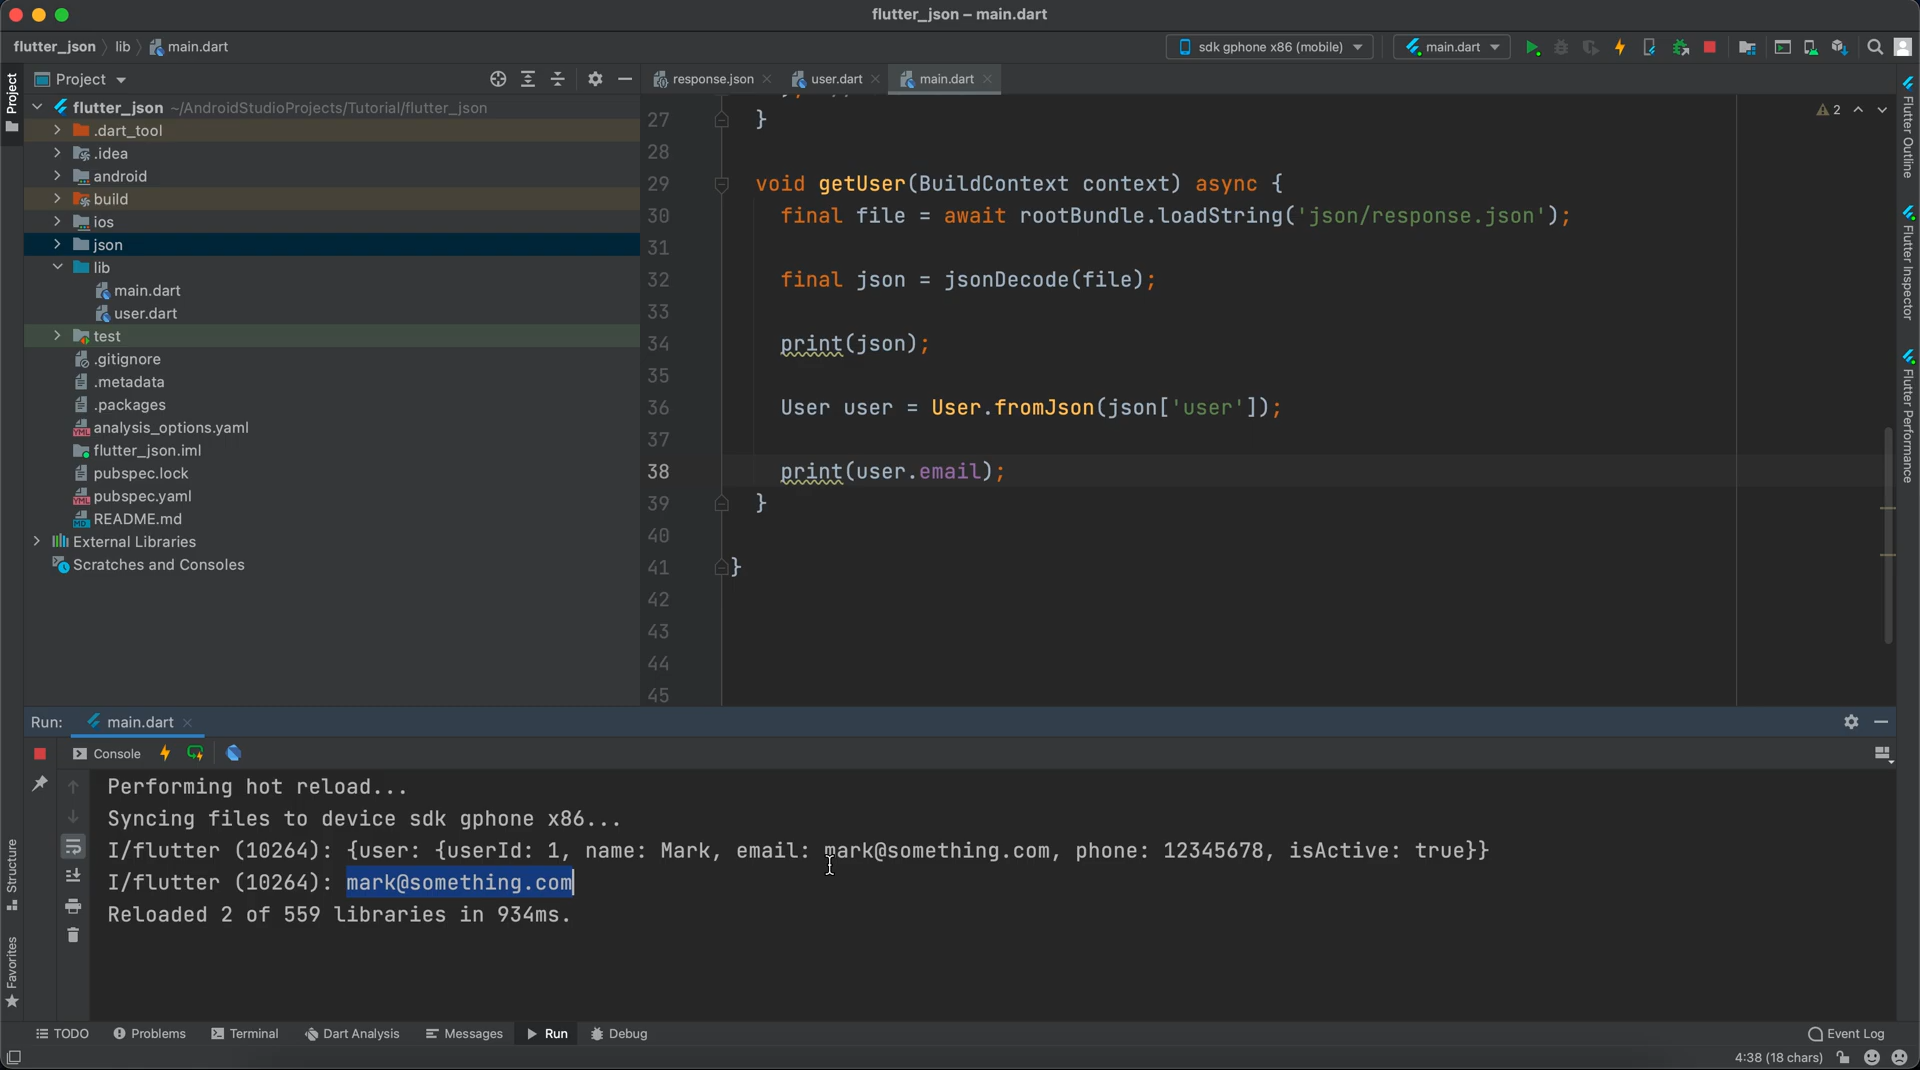 flutter_json – main.dart
flutter_json
lib
main.dart
sdk gphone x86 (mobile)
main.dart
Project
Project
response.json
user.dart
main.dart
flutter_json ~/AndroidStudioProjects/Tutorial/flutter_json
.dart_tool
.idea
android
build
ios
json
lib
main.dart
user.dart
test
.gitignore
.metadata
.packages
analysis_options.yaml
flutter_json.iml
pubspec.lock
pubspec.yaml
README.md
External Libraries
Scratches and Consoles
2
27 }
28
29 void getUser(BuildContext context) async {
30 final file = await rootBundle.loadString('json/response.json');
31
32 final json = jsonDecode(file);
33
34 print(json);
35
36 User user = User.fromJson(json['user']);
37
38 print(user.email);
39 }
40
41 }
42
43
44
45
Flutter Outline
Flutter Inspector
Flutter Performance
Run:
main.dart
Console
Performing hot reload...
Syncing files to device sdk gphone x86...
I/flutter (10264): {user: {userId: 1, name: Mark, email: mark@something.com, phone: 12345678, isActive: true}}
I/flutter (10264): mark@something.com
Reloaded 2 of 559 libraries in 934ms.
Structure
Favorites
TODO
Problems
Terminal
Dart Analysis
Messages
Run
Debug
Event Log
4:38 (18 chars)